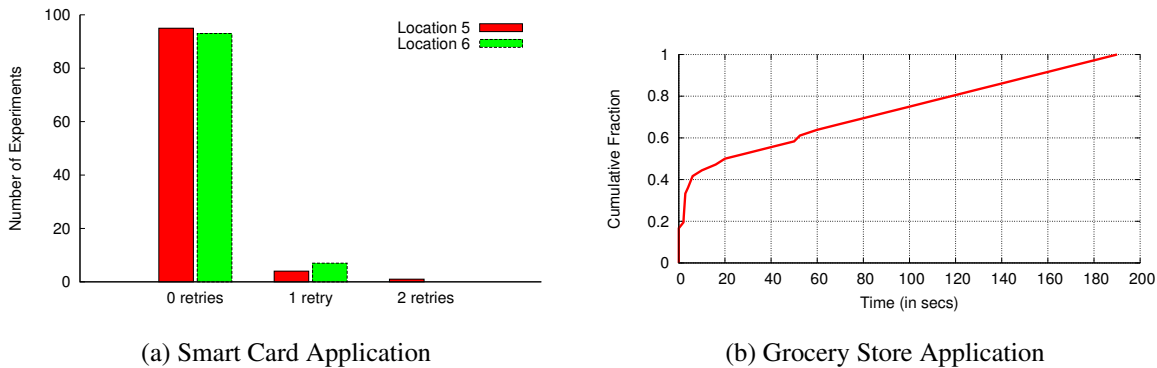 Number of Experiments
100
80
60
40
20
0
Location 5
Location 6
0 retries
1 retry
2 retries
(a) Smart Card Application
Cumulative Fraction
1
0.8
0.6
0.4
0.2
0
0 20 40 60 80 100 120 140 160 180 200
Time (in secs)
(b) Grocery Store Application